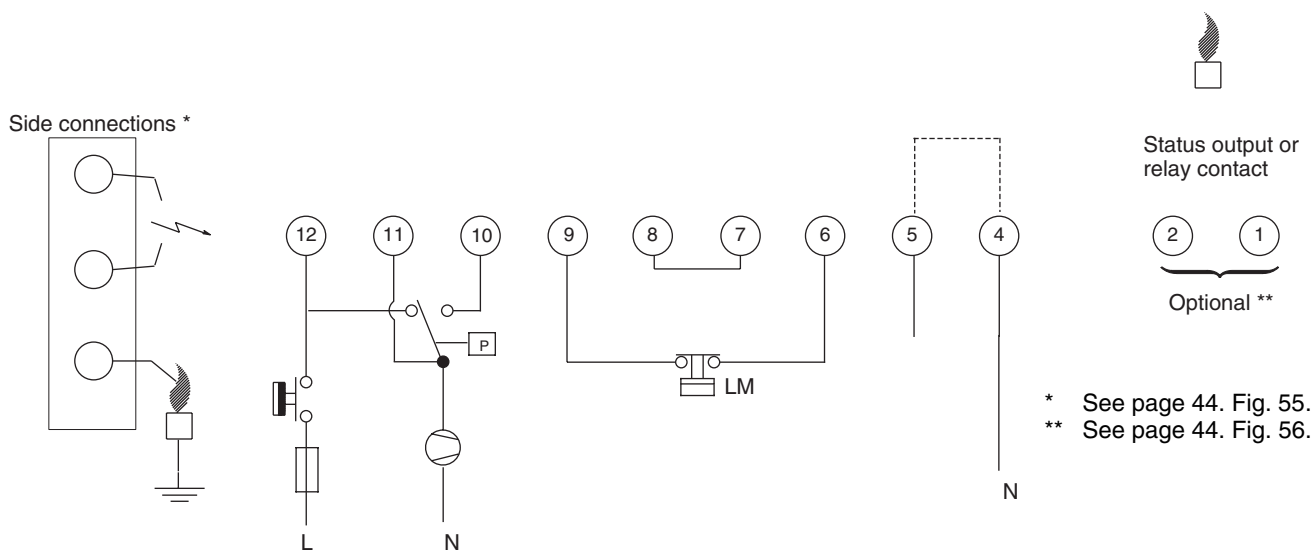 Side connections *
Status output or
relay contact
12 11 10 9 8 7 6 5 4 2 1
Optional **
P
LM
* See page 44. Fig. 55.
** See page 44. Fig. 56.
N
L N